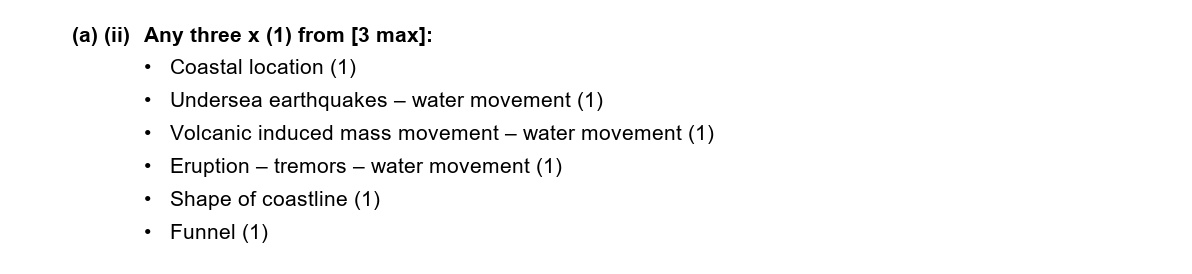 (a) (ii) Any three x (1) from [3 max]:
• Coastal location (1)
• Undersea earthquakes – water movement (1)
• Volcanic induced mass movement – water movement (1)
• Eruption – tremors – water movement (1)
• Shape of coastline (1)
• Funnel (1)